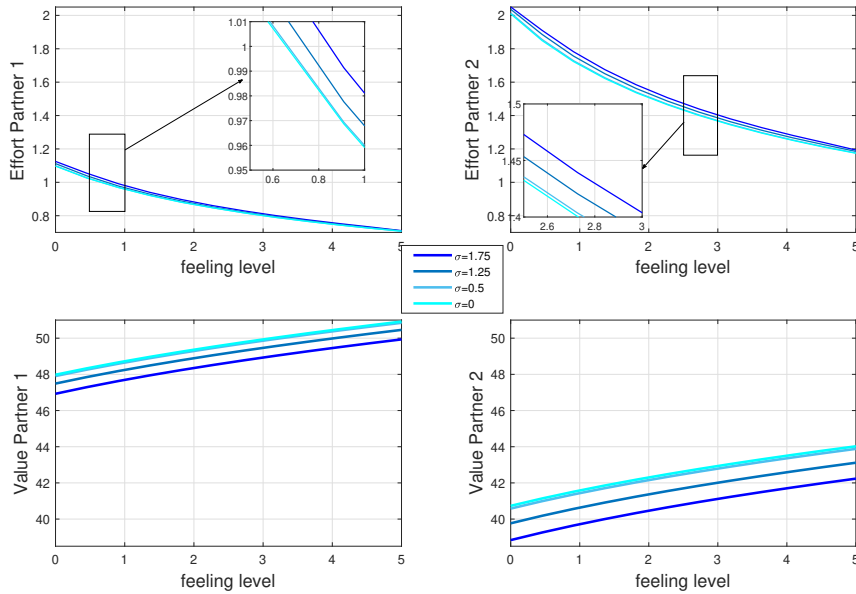 2
1.8
1.6
1.4
1.2
1
0.8
0 1 2 3 4 5
feeling level
Effort Partner 1
1.01
1
0.99
0.98
0.97
0.96
0.95
0.6 0.8 1
2
1.8
1.6
1.4
1.2
1
0.8
0 1 2 3 4 5
feeling level
Effort Partner 2
1.5
1.45
1.4
2.6 2.8 3
σ=1.75
σ=1.25
σ=0.5
σ=0
50
48
46
44
42
40
0 1 2 3 4 5
feeling level
Value Partner 1
50
48
46
44
42
40
0 1 2 3 4 5
feeling level
Value Partner 2